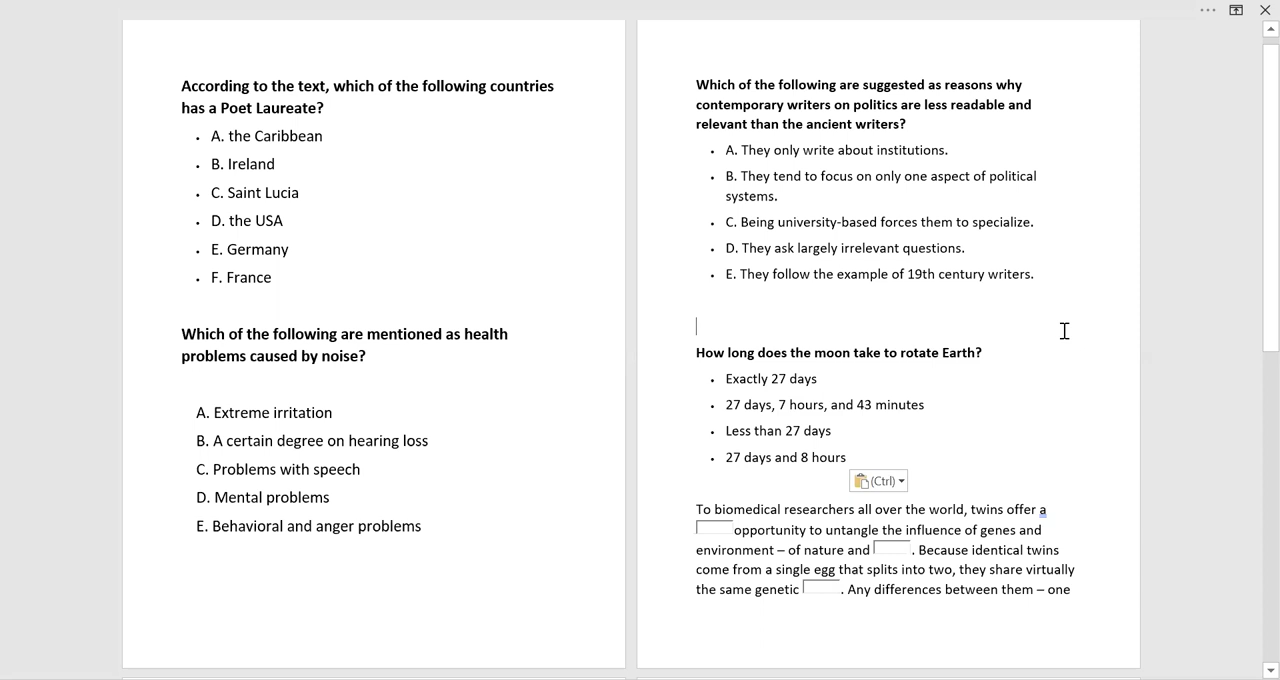 According to the text, which of the following countries
has a Poet Laureate?
• A. the Caribbean
• B. Ireland
• C. Saint Lucia
• D. the USA
• E. Germany
• F. France
Which of the following are mentioned as health
problems caused by noise?
A. Extreme irritation
B. A certain degree on hearing loss
C. Problems with speech
D. Mental problems
E. Behavioral and anger problems
Which of the following are suggested as reasons why
contemporary writers on politics are less readable and
relevant than the ancient writers?
• A. They only write about institutions.
• B. They tend to focus on only one aspect of political
systems.
• C. Being university-based forces them to specialize.
• D. They ask largely irrelevant questions.
• E. They follow the example of 19th century writers.
How long does the moon take to rotate Earth?
• Exactly 27 days
• 27 days, 7 hours, and 43 minutes
• Less than 27 days
• 27 days and 8 hours
(Ctrl)
To biomedical researchers all over the world, twins offer a
opportunity to untangle the influence of genes and
environment – of nature and . Because identical twins
come from a single egg that splits into two, they share virtually
the same genetic . Any differences between them – one